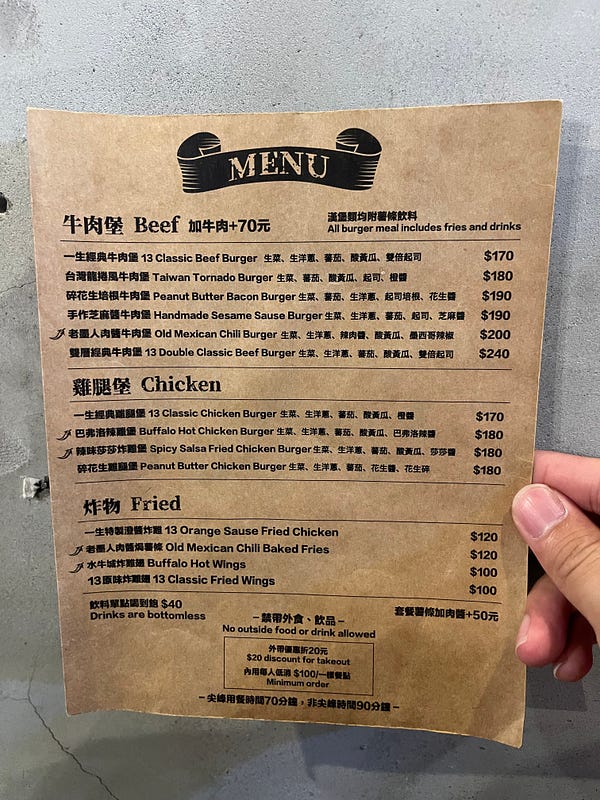 MENU
牛肉堡 Beef 加牛肉+70元
漢堡類均附薯條飲料
All burger meal includes fries and drinks
一生經典牛肉堡 13 Classic Beef Burger 生菜、生洋蔥、蕃茄、酸黃瓜、雙倍起司 $170
台灣龍捲風牛肉堡 Taiwan Tornado Burger 生菜、蕃茄、酸黃瓜、起司、橙醬 $180
碎花生培根牛肉堡 Peanut Butter Bacon Burger 生菜、蕃茄、生洋蔥、起司培根、花生醬 $190
手作芝麻醬牛肉堡 Handmade Sesame Sause Burger 生菜、生洋蔥、蕃茄、起司、芝麻醬 $190
老墨人肉醬牛肉堡 Old Mexican Chili Burger 生菜、生洋蔥、辣肉醬、酸黃瓜、墨西哥辣椒 $200
雙層經典牛肉堡 13 Double Classic Beef Burger 生菜、生洋蔥、蕃茄、酸黃瓜、雙倍起司 $240
雞腿堡 Chicken
一生經典雞腿堡 13 Classic Chicken Burger 生菜、生洋蔥、蕃茄、酸黃瓜、橙醬 $170
巴弗洛辣雞堡 Buffalo Hot Chicken Burger 生菜、生洋蔥、蕃茄、酸黃瓜、巴弗洛辣醬 $180
辣味莎莎炸雞堡 Spicy Salsa Fried Chicken Burger 生菜、生洋蔥、蕃茄、酸黃瓜、莎莎醬 $180
碎花生雞腿堡 Peanut Butter Chicken Burger 生菜、生洋蔥、蕃茄、花生醬、花生碎 $180
炸物 Fried
一生特製澄醬炸雞 13 Orange Sause Fried Chicken $120
老墨人肉醬焗薯條 Old Mexican Chili Baked Fries $120
水牛城炸雞翅 Buffalo Hot Wings $100
13原味炸雞翅 13 Classic Fried Wings $100
飲料單點喝到飽 $40
Drinks are bottomless
套餐薯條加肉醬+50元
–禁帶外食、飲品–
No outside food or drink allowed
外帶優惠折20元
$20 discount for takeout
內用每人低消 $100/一樣餐點
Minimum order
–尖峰用餐時間70分鐘，非尖峰時間90分鐘–